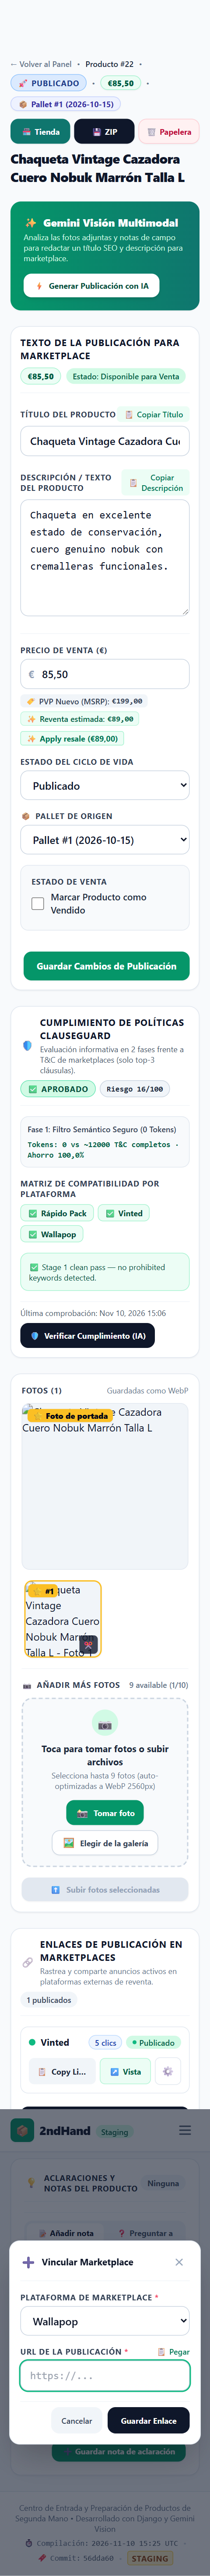 ← Volver al Panel • Producto #22 •
PUBLICADO • €85,50 •
Pallet #1 (2026-10-15)
Tienda ZIP Papelera
Chaqueta Vintage Cazadora
Cuero Nobuk Marrón Talla L
Gemini Visión Multimodal
Analiza las fotos adjuntas y notas de campo
para redactar un título SEO y descripción para
marketplace.
Generar Publicación con IA
TEXTO DE LA PUBLICACIÓN PARA
MARKETPLACE
€85,50 Estado: Disponible para Venta
TÍTULO DEL PRODUCTO Copiar Título
Chaqueta Vintage Cazadora Cue
DESCRIPCIÓN / TEXTO
DEL PRODUCTO
Copiar
Descripción
Chaqueta en excelente
estado de conservación,
cuero genuino nobuk con
cremalleras funcionales.
PRECIO DE VENTA (€)
€ 85,50
PVP Nuevo (MSRP): €199,00
Reventa estimada: €89,00
Apply resale (€89,00)
ESTADO DEL CICLO DE VIDA
Publicado
PALLET DE ORIGEN
Pallet #1 (2026-10-15)
ESTADO DE VENTA
Marcar Producto como
Vendido
Guardar Cambios de Publicación
CUMPLIMIENTO DE POLÍTICAS
CLAUSEGUARD
Evaluación informativa en 2 fases frente a
T&C de marketplaces (solo top-3
cláusulas).
APROBADO Riesgo 16/100
Fase 1: Filtro Semántico Seguro (0 Tokens)
Tokens: 0 vs ~12000 T&C completos ·
Ahorro 100,0%
MATRIZ DE COMPATIBILIDAD POR
PLATAFORMA
Rápido Pack Vinted
Wallapop
Stage 1 clean pass — no prohibited
keywords detected.
Última comprobación: Nov 10, 2026 15:06
Verificar Cumplimiento (IA)
FOTOS (1) Guardadas como WebP
Foto de portada
Cazadora
Cuero Nobuk Marrón Talla L
#1
Vintage
Cazadora Cuero
Nobuk
Talla L - Foto
AÑADIR MÁS FOTOS 9 available (1/10)
Toca para tomar fotos o subir
archivos
Selecciona hasta 9 fotos (auto-
optimizadas a WebP 2560px)
Tomar foto
Elegir de la galería
Subir fotos seleccionadas
ENLACES DE PUBLICACIÓN EN
MARKETPLACES
Rastrea y comparte anuncios activos en
plataformas externas de reventa.
1 publicados
Vinted 5 clics Publicado
Copy Li... Vista
2ndHand Staging
ACLARACIONES Y
NOTAS DEL PRODUCTO
Ninguna
Añadir nota Preguntar a
Vincular Marketplace ×
PLATAFORMA DE MARKETPLACE *
Wallapop
URL DE LA PUBLICACIÓN * Pegar
https://...
Cancelar Guardar Enlace
Guardar nota de aclaración
Centro de Entrada y Preparación de Productos de
Segunda Mano • Desarrollado con Django y Gemini
Vision
Compilación: 2026-11-10 15:25 UTC ·
Commit: 56dda60 · STAGING